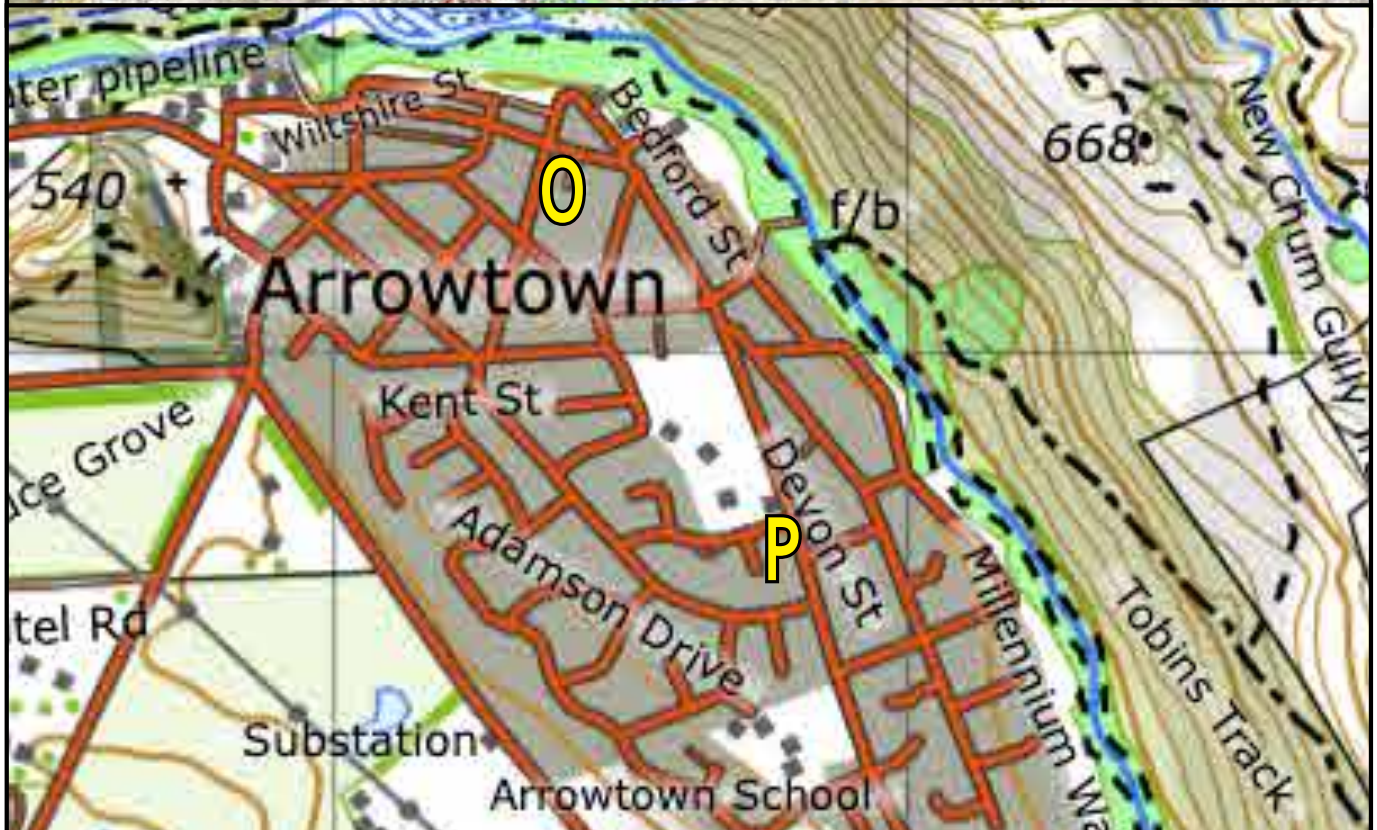 ter pipeline
Wiltshire St
Bedford St
668
New Chum Gully
540
O
f/b
Arrowtown
Kent St
ce Grove
Devon St
P
Adamson Drive
Millennium Wa
tel Rd
Tobins Track
Substation
Arrowtown School